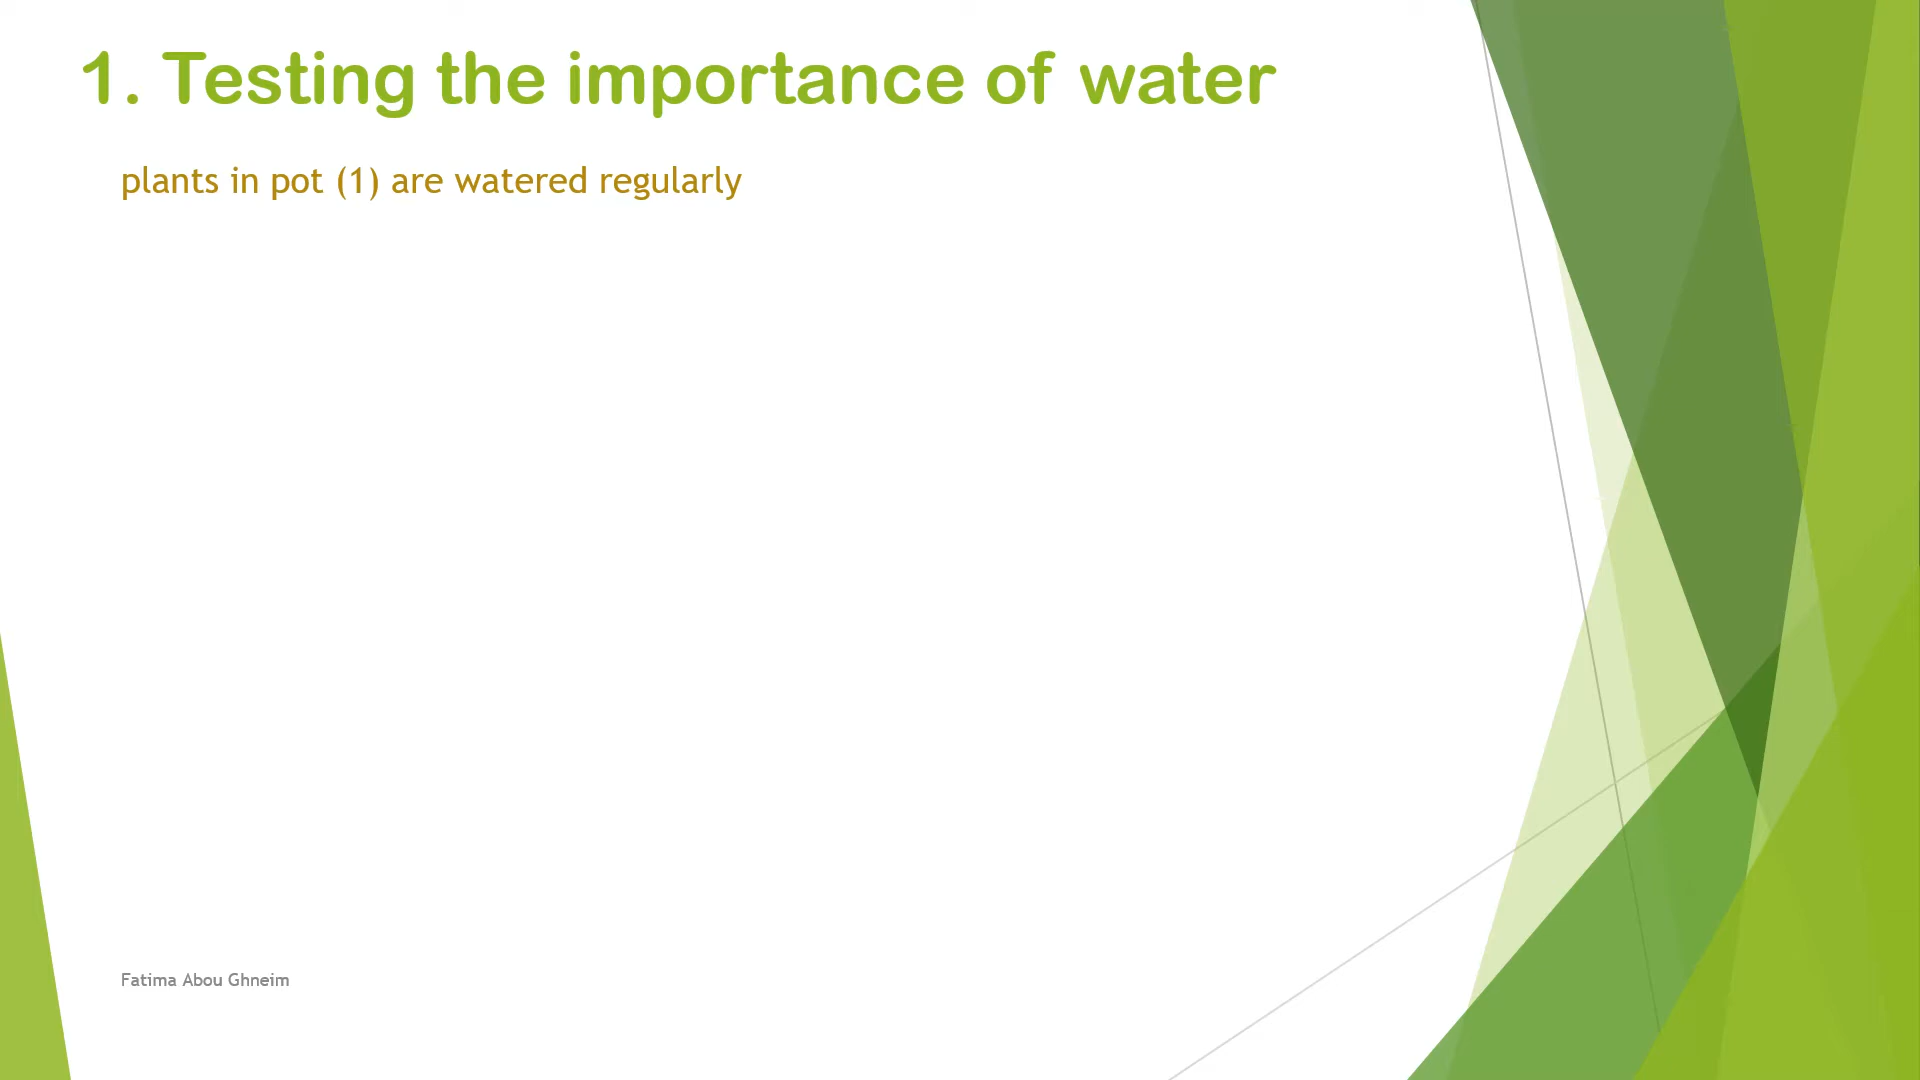 1. Testing the importance of water
plants in pot (1) are watered regularly
Fatima Abou Ghneim